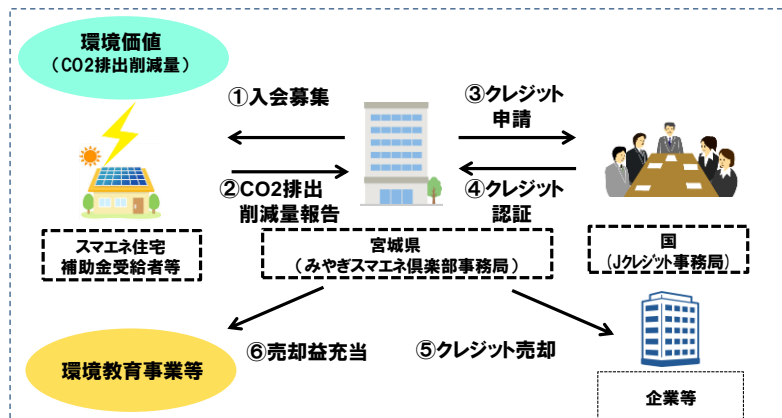 環境価値
（CO2排出削減量）
①入会募集
③クレジット
申請
②CO2排出
削減量報告
④クレジット
認証
スマエネ住宅
補助金受給者等
宮城県
（みやぎスマエネ倶楽部事務局）
国
(Jクレジット事務局)
⑥売却益充当
⑤クレジット売却
環境教育事業等
企業等